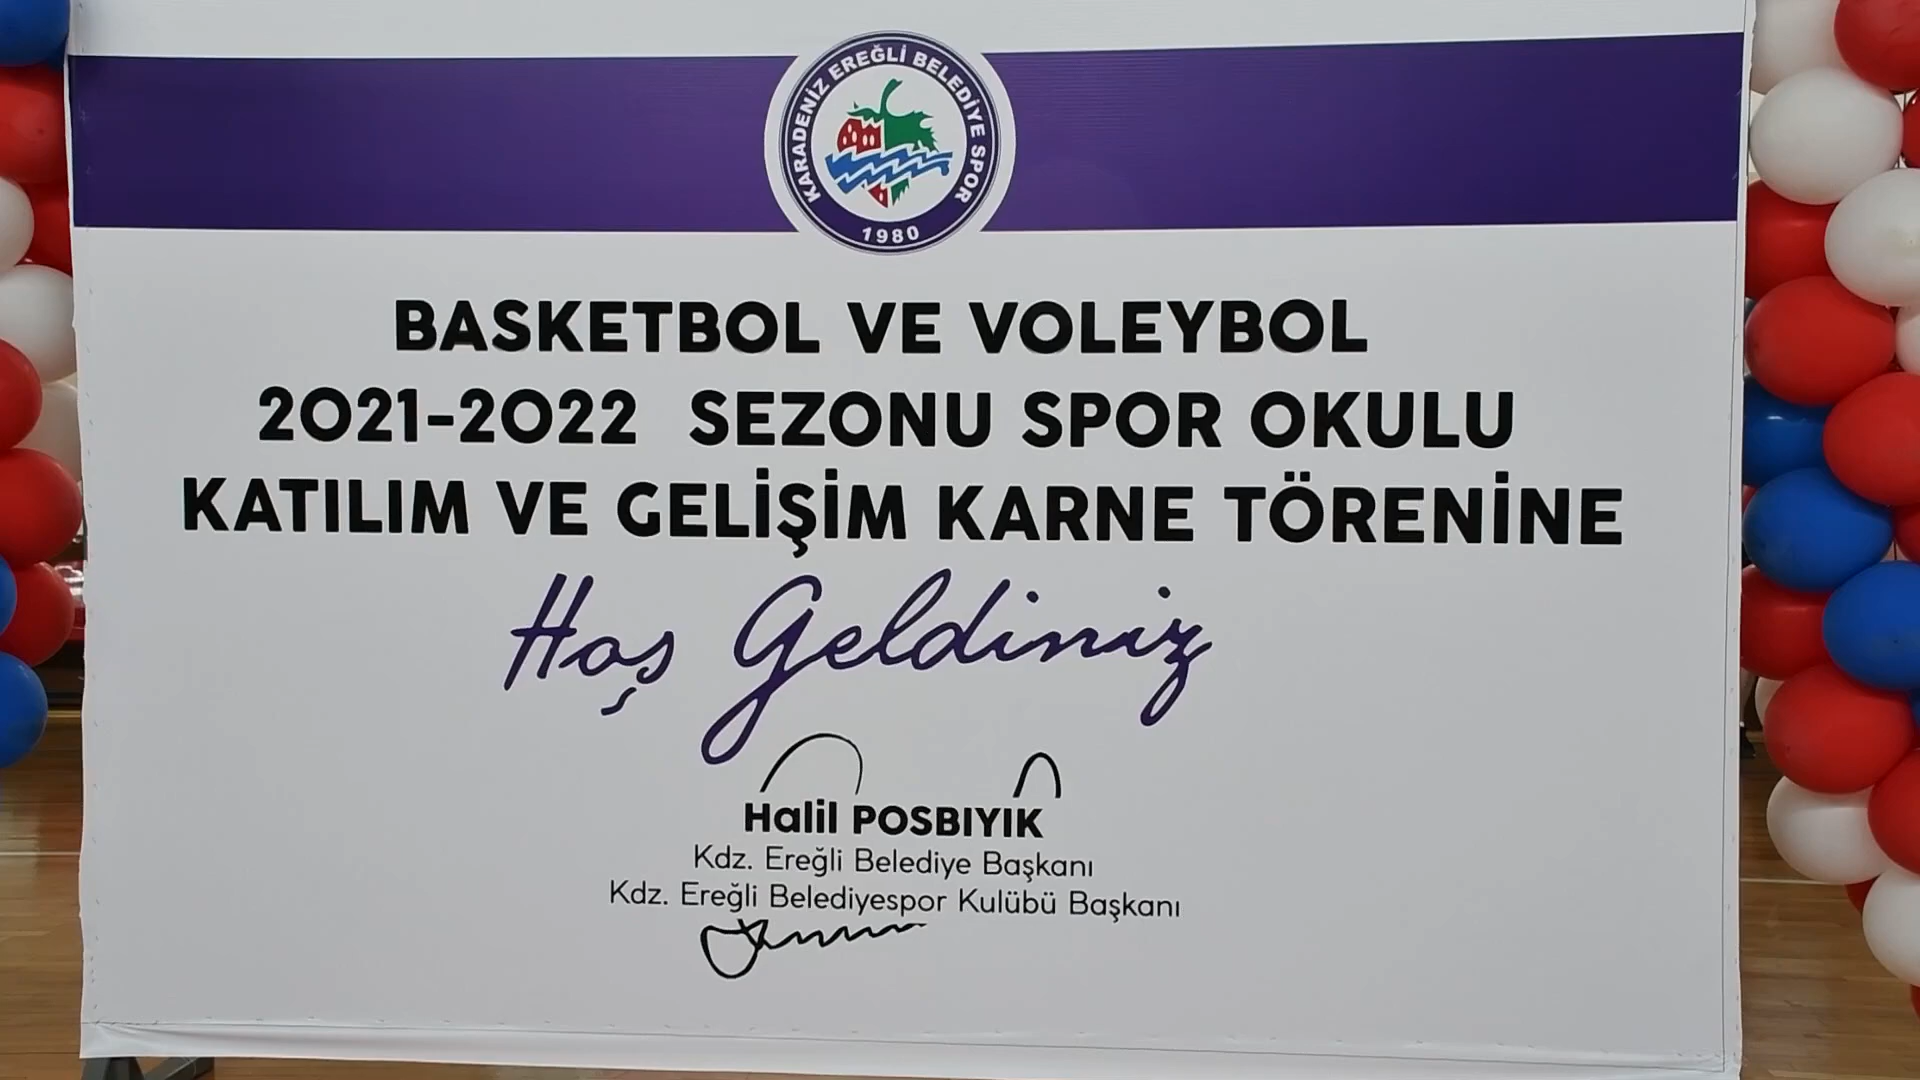 KARADENİZ EREĞLİ BELEDİYE SPOR
1980
BASKETBOL VE VOLEYBOL
2021-2022 SEZONU SPOR OKULU
KATILIM VE GELİŞİM KARNE TÖRENİNE
Hoş Geldiniz
Halil POSBIYIK
Kdz. Ereğli Belediye Başkanı
Kdz. Ereğli Belediyespor Kulübü Başkanı